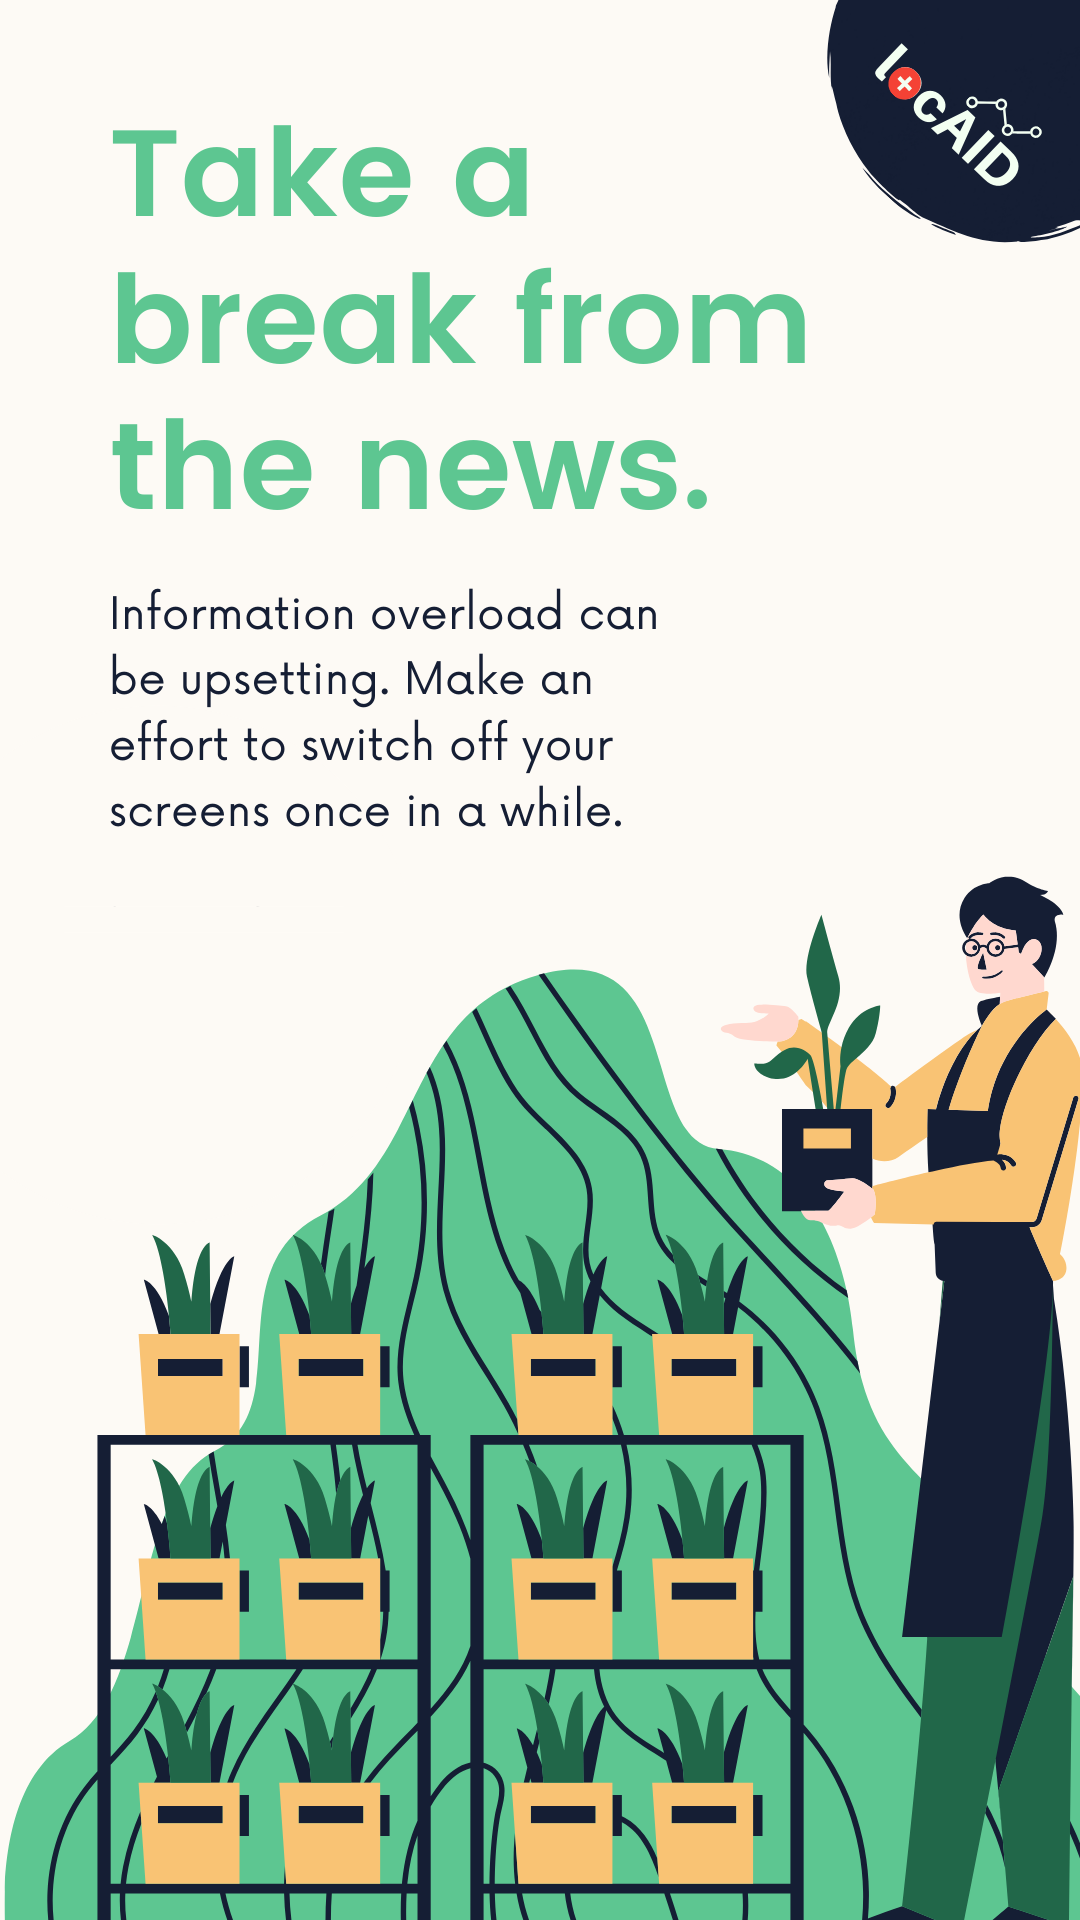 locAID
Take a
break from
the news.
Information overload can
be upsetting. Make an
effort to switch off your
screens once in a while.